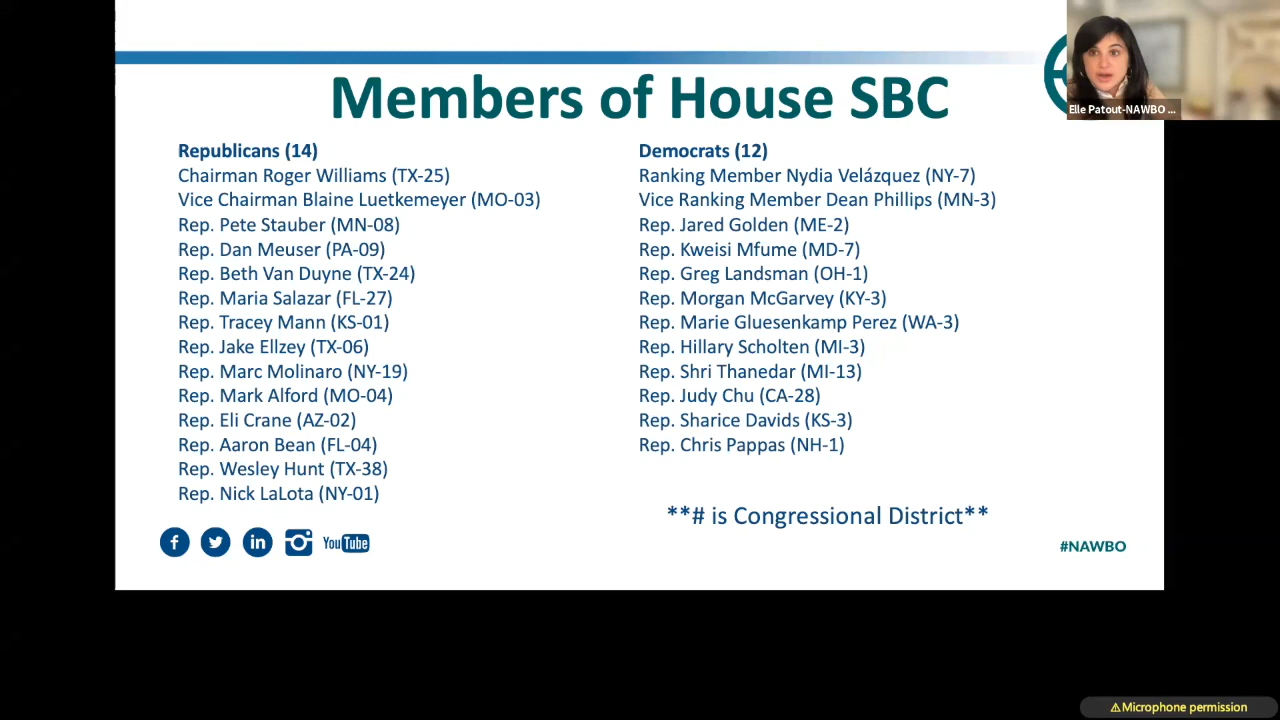 Members of House SBC
Republicans (14)
Chairman Roger Williams (TX-25)
Vice Chairman Blaine Luetkemeyer (MO-03)
Rep. Pete Stauber (MN-08)
Rep. Dan Meuser (PA-09)
Rep. Beth Van Duyne (TX-24)
Rep. Maria Salazar (FL-27)
Rep. Tracey Mann (KS-01)
Rep. Jake Ellzey (TX-06)
Rep. Marc Molinaro (NY-19)
Rep. Mark Alford (MO-04)
Rep. Eli Crane (AZ-02)
Rep. Aaron Bean (FL-04)
Rep. Wesley Hunt (TX-38)
Rep. Nick LaLota (NY-01)
Democrats (12)
Ranking Member Nydia Velázquez (NY-7)
Vice Ranking Member Dean Phillips (MN-3)
Rep. Jared Golden (ME-2)
Rep. Kweisi Mfume (MD-7)
Rep. Greg Landsman (OH-1)
Rep. Morgan McGarvey (KY-3)
Rep. Marie Gluesenkamp Perez (WA-3)
Rep. Hillary Scholten (MI-3)
Rep. Shri Thanedar (MI-13)
Rep. Judy Chu (CA-28)
Rep. Sharice Davids (KS-3)
Rep. Chris Pappas (NH-1)
**# is Congressional District**
f in YouTube
#NAWBO
Elle Patout-NAWBO ...
⚠Microphone permission